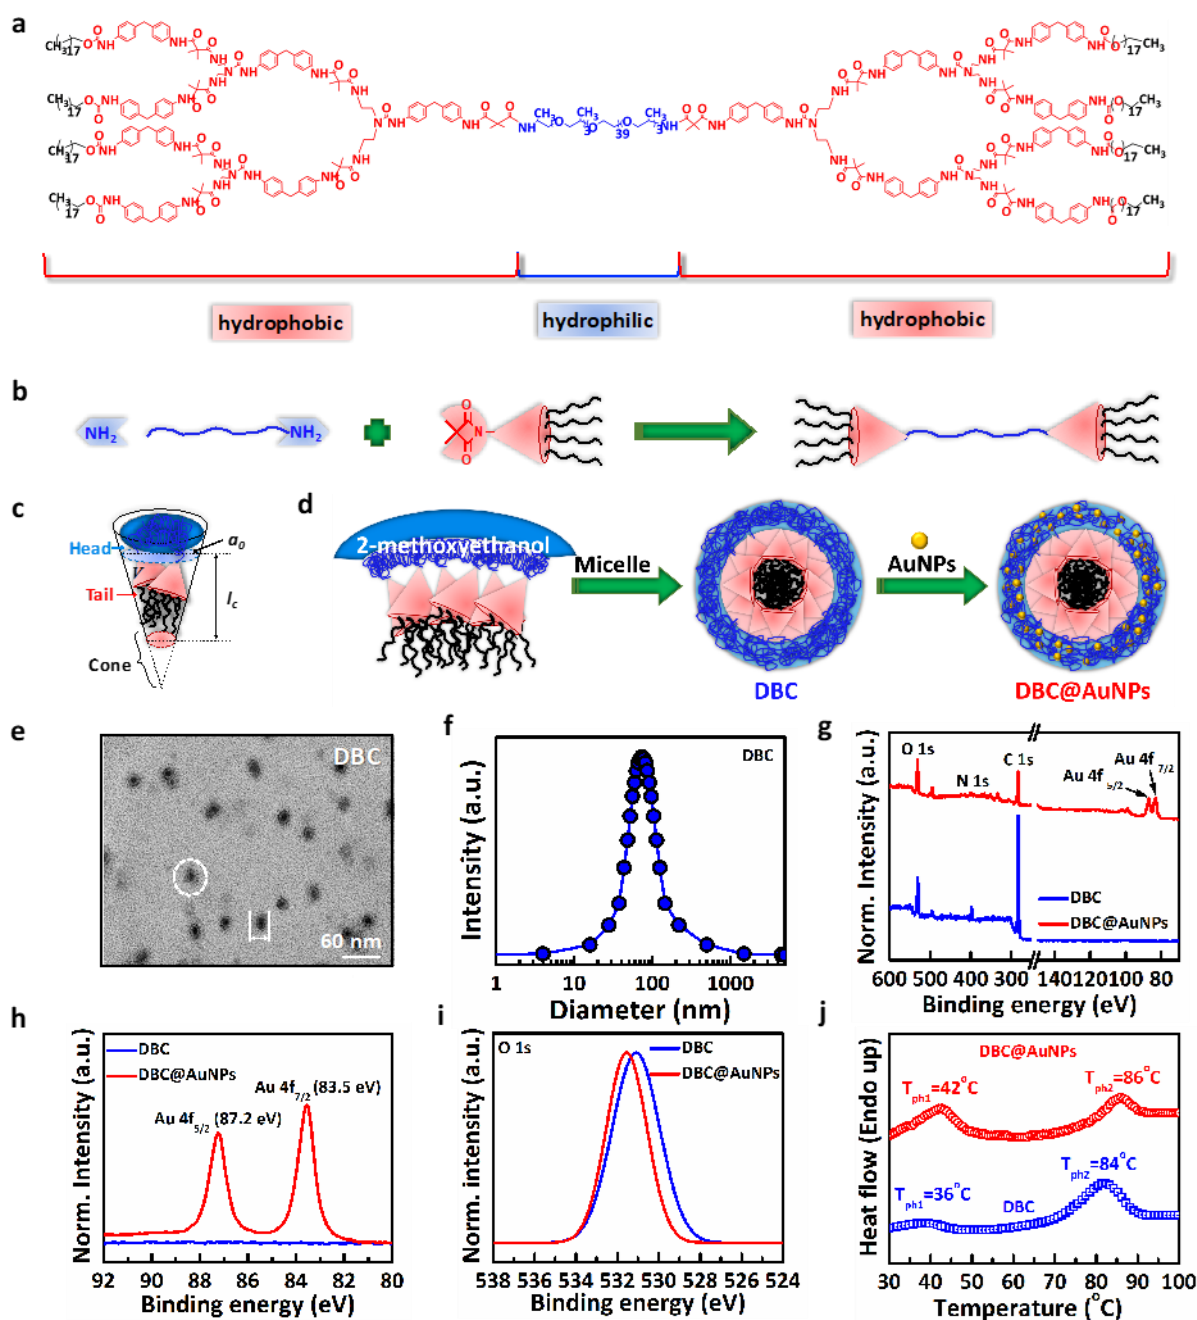 a
hydrophobic
hydrophilic
hydrophobic
b
NH2
NH2
O
N
O
c
Head
a0
Tail
lc
Cone
d
2-methoxyethanol
Micelle
AuNPs
DBC
DBC@AuNPs
e
DBC
60 nm
f
DBC
Intensity (a.u.)
1 10 100 1000
Diameter (nm)
g
Norm. Intensity (a.u.)
O 1s
N 1s
C 1s
Au 4f 5/2
Au 4f 7/2
DBC
DBC@AuNPs
600 500 400 300 140 120 100 80
Binding energy (eV)
h
Norm. Intensity (a.u.)
DBC
DBC@AuNPs
Au 4f5/2 (87.2 eV)
Au 4f7/2 (83.5 eV)
92 90 88 86 84 82 80
Binding energy (eV)
i
Norm. intensity (a.u.)
O 1s
DBC
DBC@AuNPs
538 536 534 532 530 528 526 524
Binding energy (eV)
j
Heat flow (Endo up)
DBC@AuNPs
Tph1=42°C
Tph2=86°C
Tph2=84°C
Tph1=36°C
DBC
30 40 50 60 70 80 90 100
Temperature (°C)